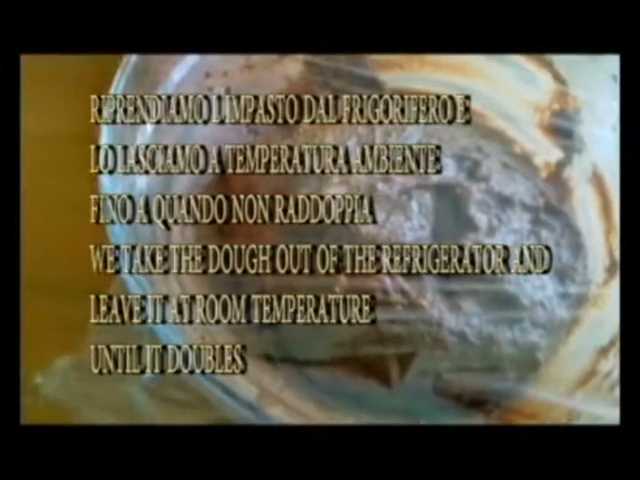 RIPRENDIAMO L'IMPASTO DAL FRIGORIFERO E
LO LASCIAMO A TEMPERATURA AMBIENTE
FINO A QUANDO NON RADDOPPIA
WE TAKE THE DOUGH OUT OF THE REFRIGERATOR AND
LEAVE IT AT ROOM TEMPERATURE
UNTIL IT DOUBLES